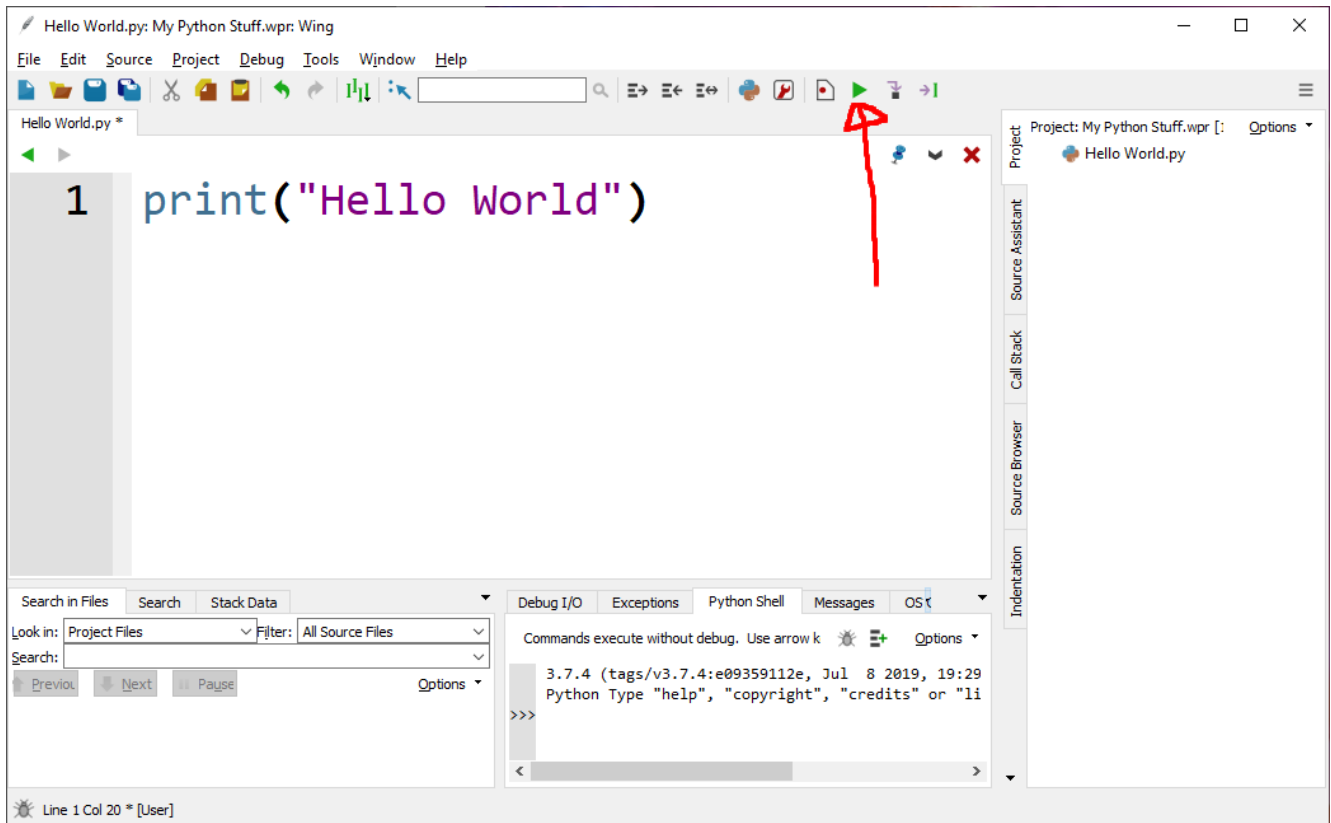 Hello World.py: My Python Stuff.wpr: Wing
File Edit Source Project Debug Tools Window Help
Hello World.py *
1 print("Hello World")
Project: My Python Stuff.wpr [
Options
Hello World.py
Project
Source Assistant
Call Stack
Source Browser
Indentation
Search in Files Search Stack Data
Look in: Project Files Filter: All Source Files
Search:
Previou Next Pause Options
Debug I/O Exceptions Python Shell Messages OS
Commands execute without debug. Use arrow k Options
3.7.4 (tags/v3.7.4:e09359112e, Jul 8 2019, 19:29
Python Type "help", "copyright", "credits" or "li
>>>
Line 1 Col 20 * [User]